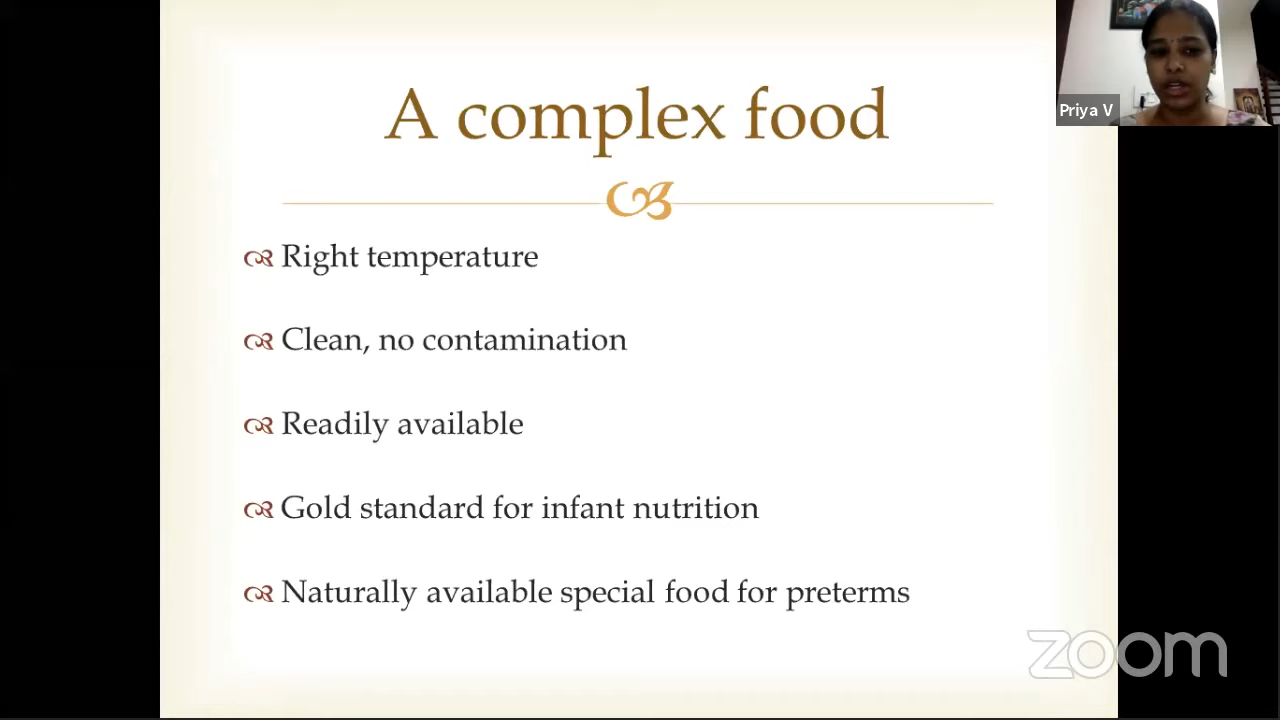 A complex food
Right temperature
Clean, no contamination
Readily available
Gold standard for infant nutrition
Naturally available special food for preterms
Priya V
zoom